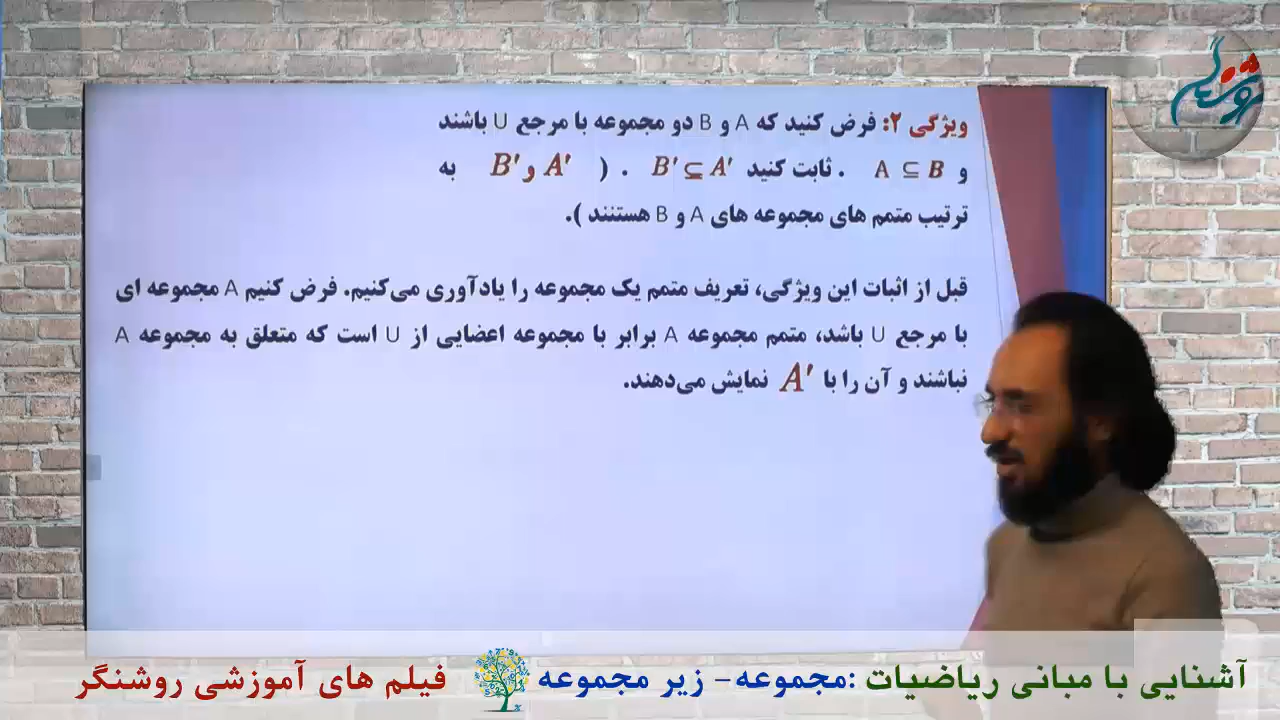 روشنگر
ویژگی ۲: فرض کنید که A و B دو مجموعه با مرجع U باشند
و A ⊆ B . ثابت کنید B′ ⊆ A′ . ( A′ و B′ به
ترتیب متمم های مجموعه های A و B هستنند ).
قبل از اثبات این ویژگی، تعریف متمم یک مجموعه را یادآوری می‌کنیم. فرض کنیم A مجموعه ای
با مرجع U باشد، متمم مجموعه A برابر با مجموعه اعضایی از U است که متعلق به مجموعه A
نباشند و آن را با A′ نمایش می‌دهند.
آشنایی با مبانی ریاضیات :مجموعه- زیر مجموعه فیلم های آموزشی روشنگر